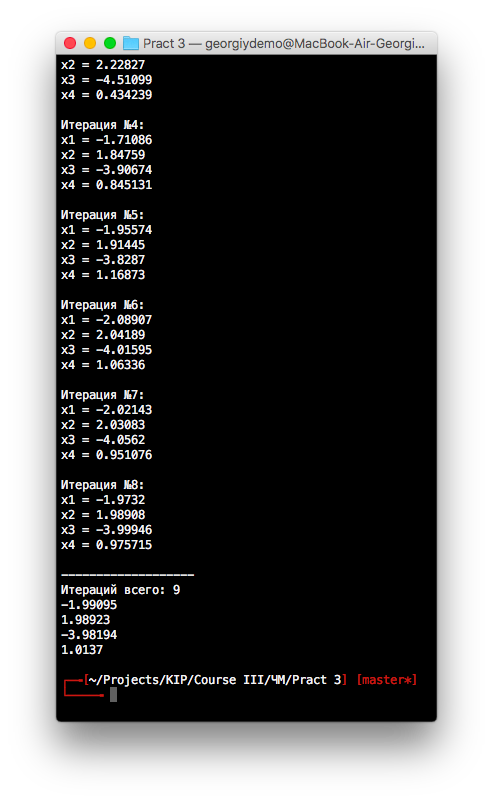 Pract 3 — georgiydemo@MacBook-Air-Georgi...
x2 = 2.22827
x3 = -4.51099
x4 = 0.434239
Итерация №4:
x1 = -1.71086
x2 = 1.84759
x3 = -3.90674
x4 = 0.845131
Итерация №5:
x1 = -1.95574
x2 = 1.91445
x3 = -3.8287
x4 = 1.16873
Итерация №6:
x1 = -2.08907
x2 = 2.04189
x3 = -4.01595
x4 = 1.06336
Итерация №7:
x1 = -2.02143
x2 = 2.03083
x3 = -4.0562
x4 = 0.951076
Итерация №8:
x1 = -1.9732
x2 = 1.98908
x3 = -3.99946
x4 = 0.975715
-------------------
Итераций всего: 9
-1.99095
1.98923
-3.98194
1.0137
[~/Projects/KIP/Course III/ЧМ/Pract 3] [master*]